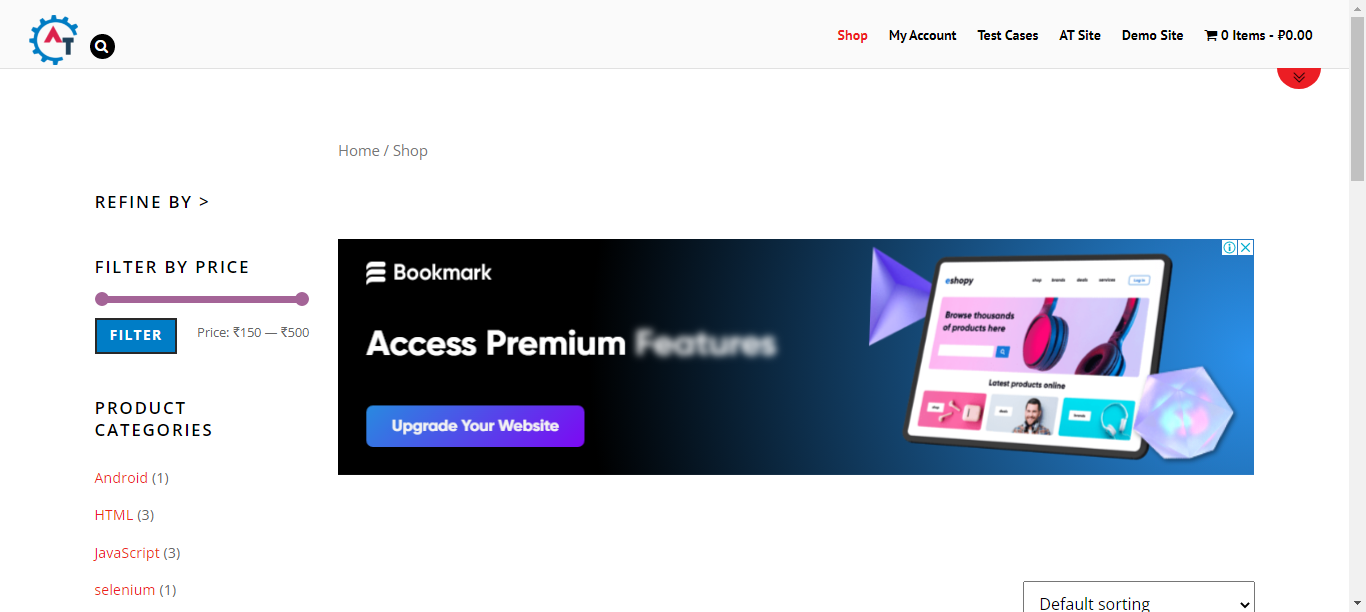 AT
Shop My Account Test Cases AT Site Demo Site 0 Items - ₽0.00
Home / Shop
REFINE BY >
FILTER BY PRICE
FILTER Price: ₹150 — ₹500
PRODUCT
CATEGORIES
Android (1)
HTML (3)
JavaScript (3)
selenium (1)
Bookmark
Access Premium Features
Upgrade Your Website
eshopy
shop brands deals services Log in
Browse thousands
of products here
Latest products online
shop
deals
brands
Default sorting